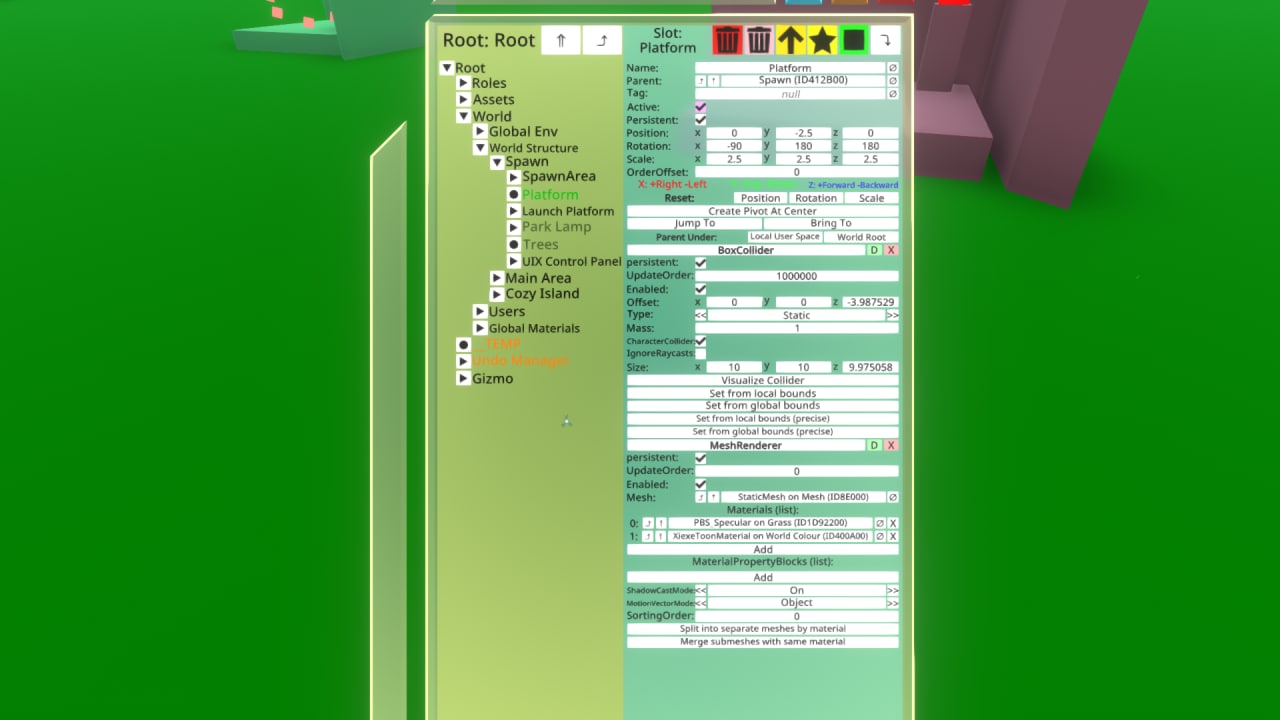 Root: Root
Root
Roles
Assets
World
Global Env
World Structure
Spawn
SpawnArea
Platform
Launch Platform
Park Lamp
Trees
UIX Control Panel
Main Area
Cozy Island
Users
Global Materials
__TEMP
Undo Manager
Gizmo
Slot:
Platform
Name: Platform ∅
Parent: Spawn (ID412B00) ∅
Tag: null ∅
Active:
Persistent:
Position: x 0 y -2.5 z 0
Rotation: x -90 y 180 z 180
Scale: x 2.5 y 2.5 z 2.5
OrderOffset: 0
X: +Right -Left Z: +Forward -Backward
Reset: Position Rotation Scale
Create Pivot At Center
Jump To Bring To
Parent Under: Local User Space World Root
BoxCollider D X
persistent:
UpdateOrder: 1000000
Enabled:
Offset: x 0 y 0 z -3.987529
Type: << Static >>
Mass: 1
CharacterCollider:
IgnoreRaycasts:
Size: x 10 y 10 z 9.975058
Visualize Collider
Set from local bounds
Set from global bounds
Set from local bounds (precise)
Set from global bounds (precise)
MeshRenderer D X
persistent:
UpdateOrder: 0
Enabled:
Mesh: StaticMesh on Mesh (ID8E000) ∅
Materials (list):
0: PBS_Specular on Grass (ID1D92200) ∅ X
1: XiexeToonMaterial on World Colour (ID400A00) ∅ X
Add
MaterialPropertyBlocks (list):
Add
ShadowCastMode: << On >>
MotionVectorMode: << Object >>
SortingOrder: 0
Split into separate meshes by material
Merge submeshes with same material